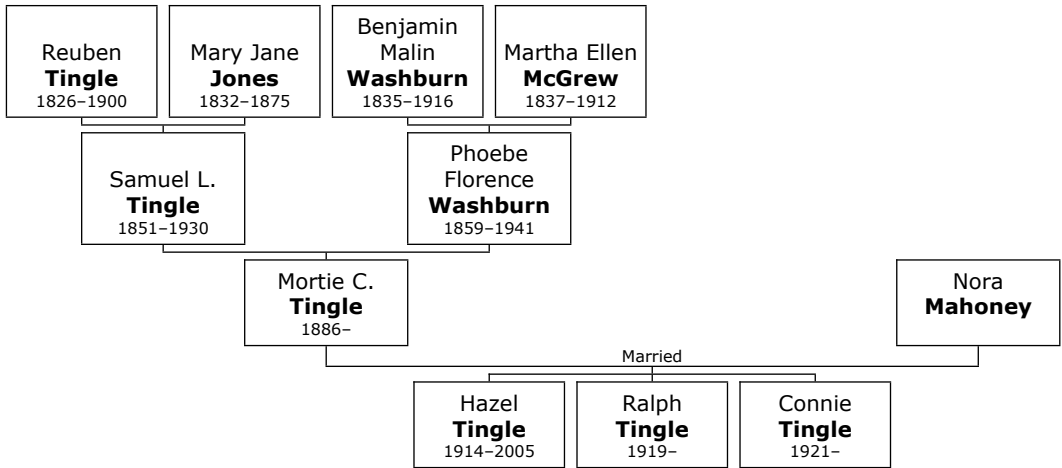 Reuben
Tingle
1826–1900
Mary Jane
Jones
1832–1875
Benjamin
Malin
Washburn
1835–1916
Martha Ellen
McGrew
1837–1912
Samuel L.
Tingle
1851–1930
Phoebe
Florence
Washburn
1859–1941
Mortie C.
Tingle
1886–
Nora
Mahoney
Married
Hazel
Tingle
1914–2005
Ralph
Tingle
1919–
Connie
Tingle
1921–